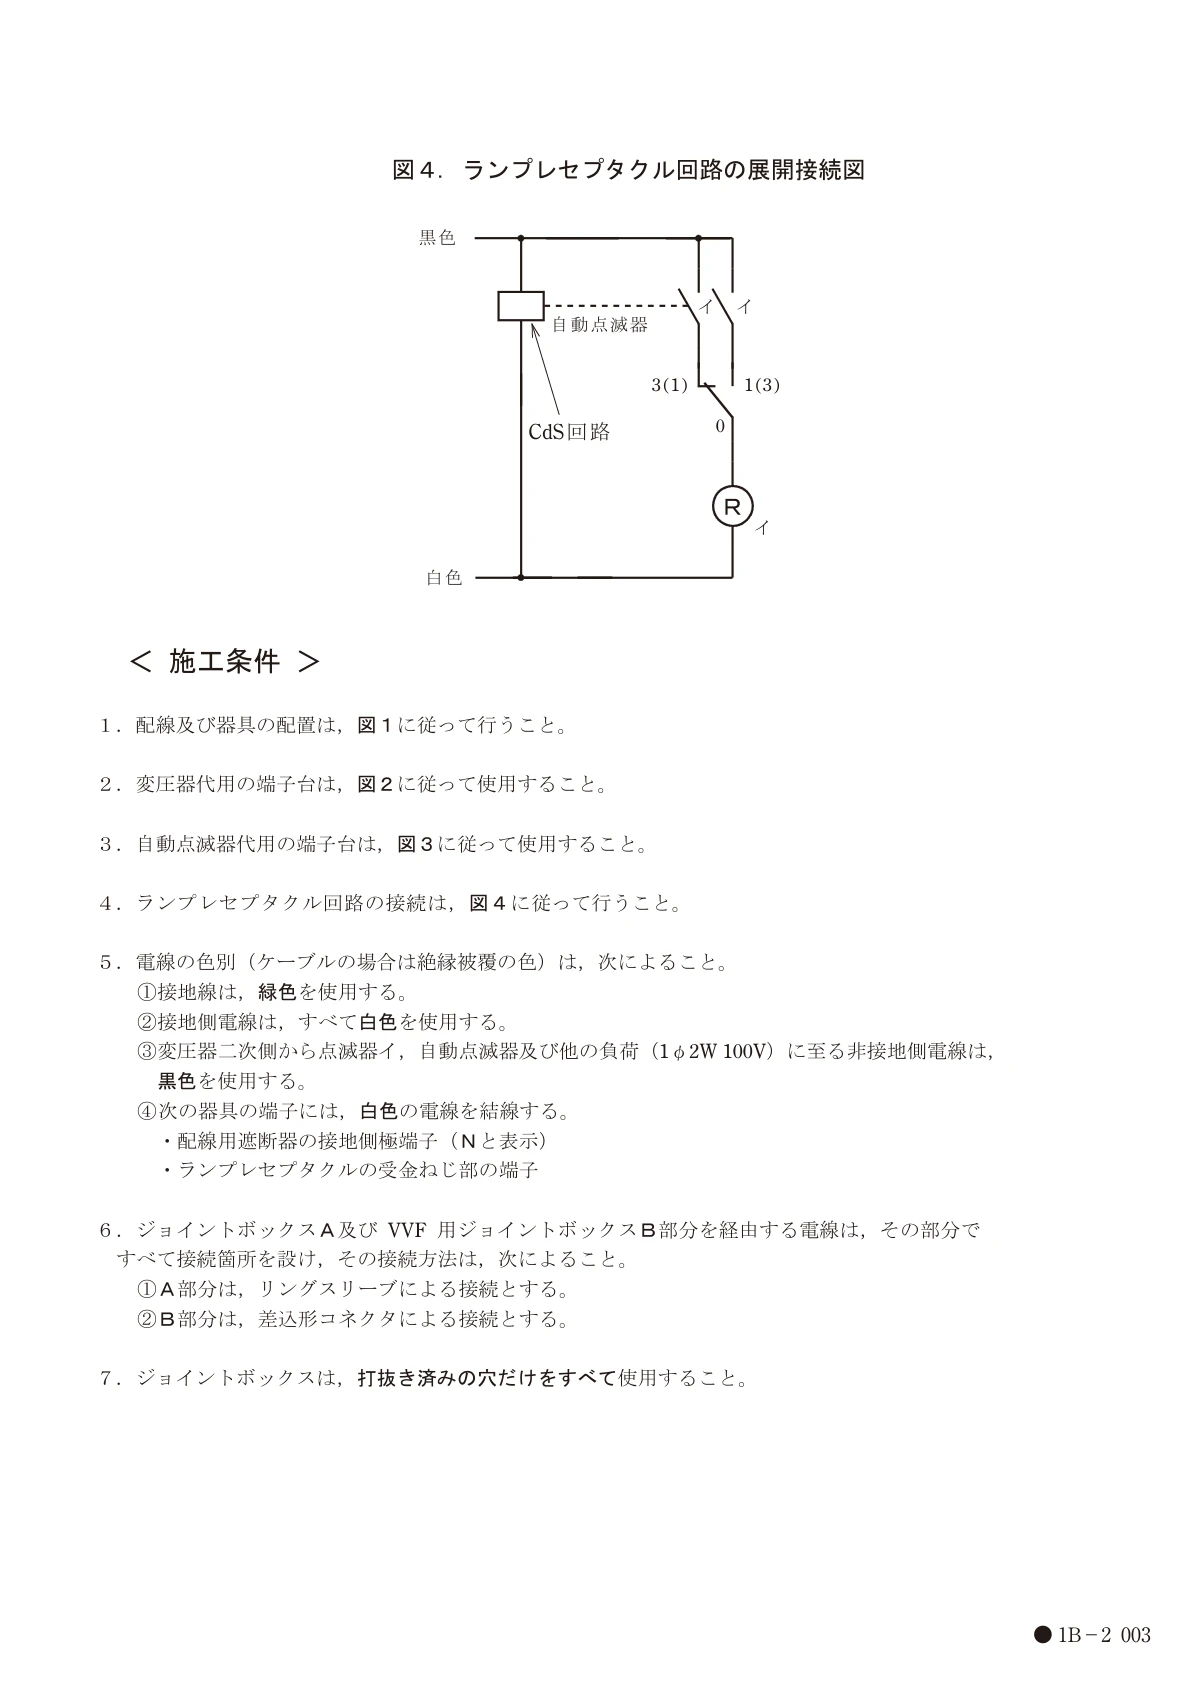 図４．ランプレセプタクル回路の展開接続図
黒色
イ
イ
自動点滅器
3(1)
1(3)
0
CdS回路
R
イ
白色
＜ 施工条件 ＞
１．配線及び器具の配置は，図１に従って行うこと。
２．変圧器代用の端子台は，図２に従って使用すること。
３．自動点滅器代用の端子台は，図３に従って使用すること。
４．ランプレセプタクル回路の接続は，図４に従って行うこと。
５．電線の色別（ケーブルの場合は絶縁被覆の色）は，次によること。
①接地線は，緑色を使用する。
②接地側電線は，すべて白色を使用する。
③変圧器二次側から点滅器イ，自動点滅器及び他の負荷（1φ2W 100V）に至る非接地側電線は，
黒色を使用する。
④次の器具の端子には，白色の電線を結線する。
・配線用遮断器の接地側極端子（Ｎと表示）
・ランプレセプタクルの受金ねじ部の端子
６．ジョイントボックスＡ及び VVF 用ジョイントボックスＢ部分を経由する電線は，その部分で
すべて接続箇所を設け，その接続方法は，次によること。
①Ａ部分は，リングスリーブによる接続とする。
②Ｂ部分は，差込形コネクタによる接続とする。
７．ジョイントボックスは，打抜き済みの穴だけをすべて使用すること。
●1B－2 003